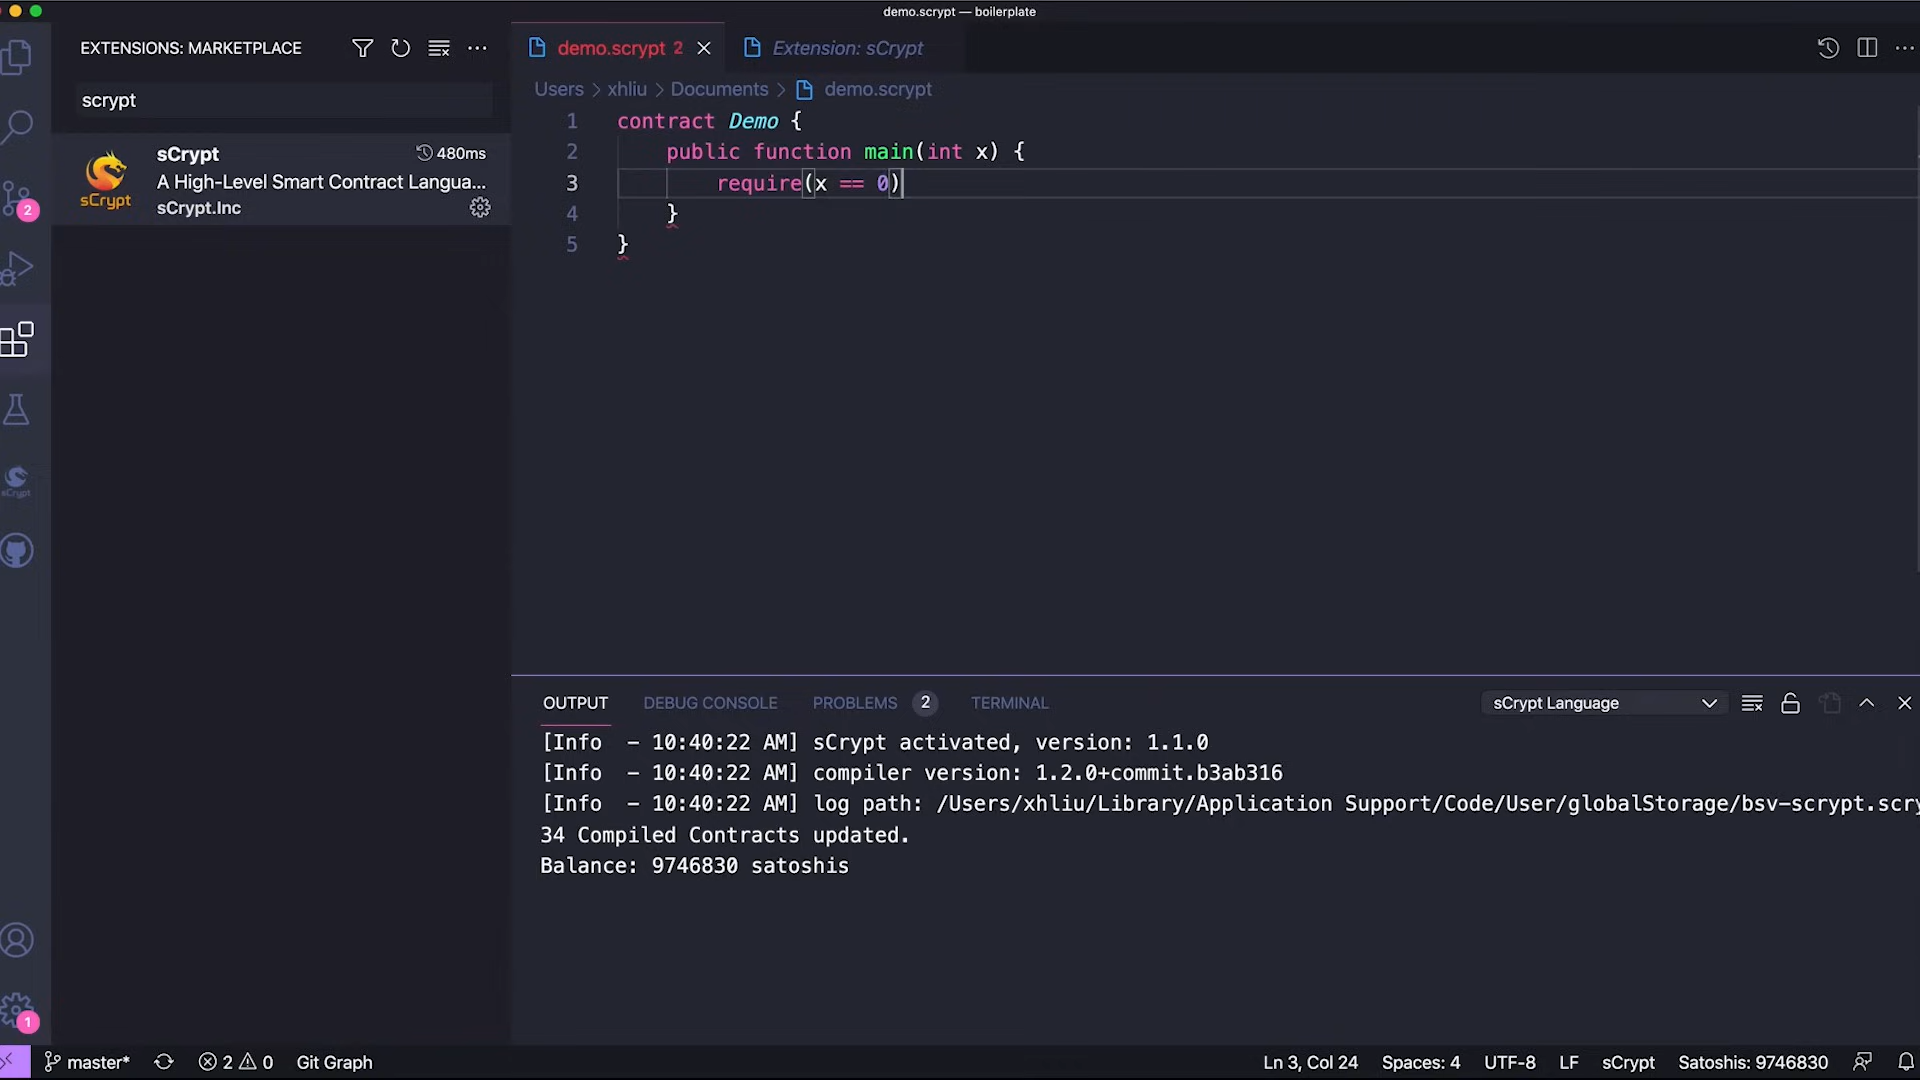 demo.scrypt — boilerplate
EXTENSIONS: MARKETPLACE
scrypt
sCrypt
480ms
A High-Level Smart Contract Langua...
sCrypt.Inc
sCrypt
2
sCrypt
1
demo.scrypt 2
Extension: sCrypt
Users > xhliu > Documents > demo.scrypt
1 contract Demo {
2 public function main(int x) {
3 require(x == 0)
4 }
5 }
OUTPUT DEBUG CONSOLE PROBLEMS 2 TERMINAL
sCrypt Language
[Info – 10:40:22 AM] sCrypt activated, version: 1.1.0
[Info – 10:40:22 AM] compiler version: 1.2.0+commit.b3ab316
[Info – 10:40:22 AM] log path: /Users/xhliu/Library/Application Support/Code/User/globalStorage/bsv-scrypt.scry
34 Compiled Contracts updated.
Balance: 9746830 satoshis
master* 2 0 Git Graph
Ln 3, Col 24 Spaces: 4 UTF-8 LF sCrypt Satoshis: 9746830